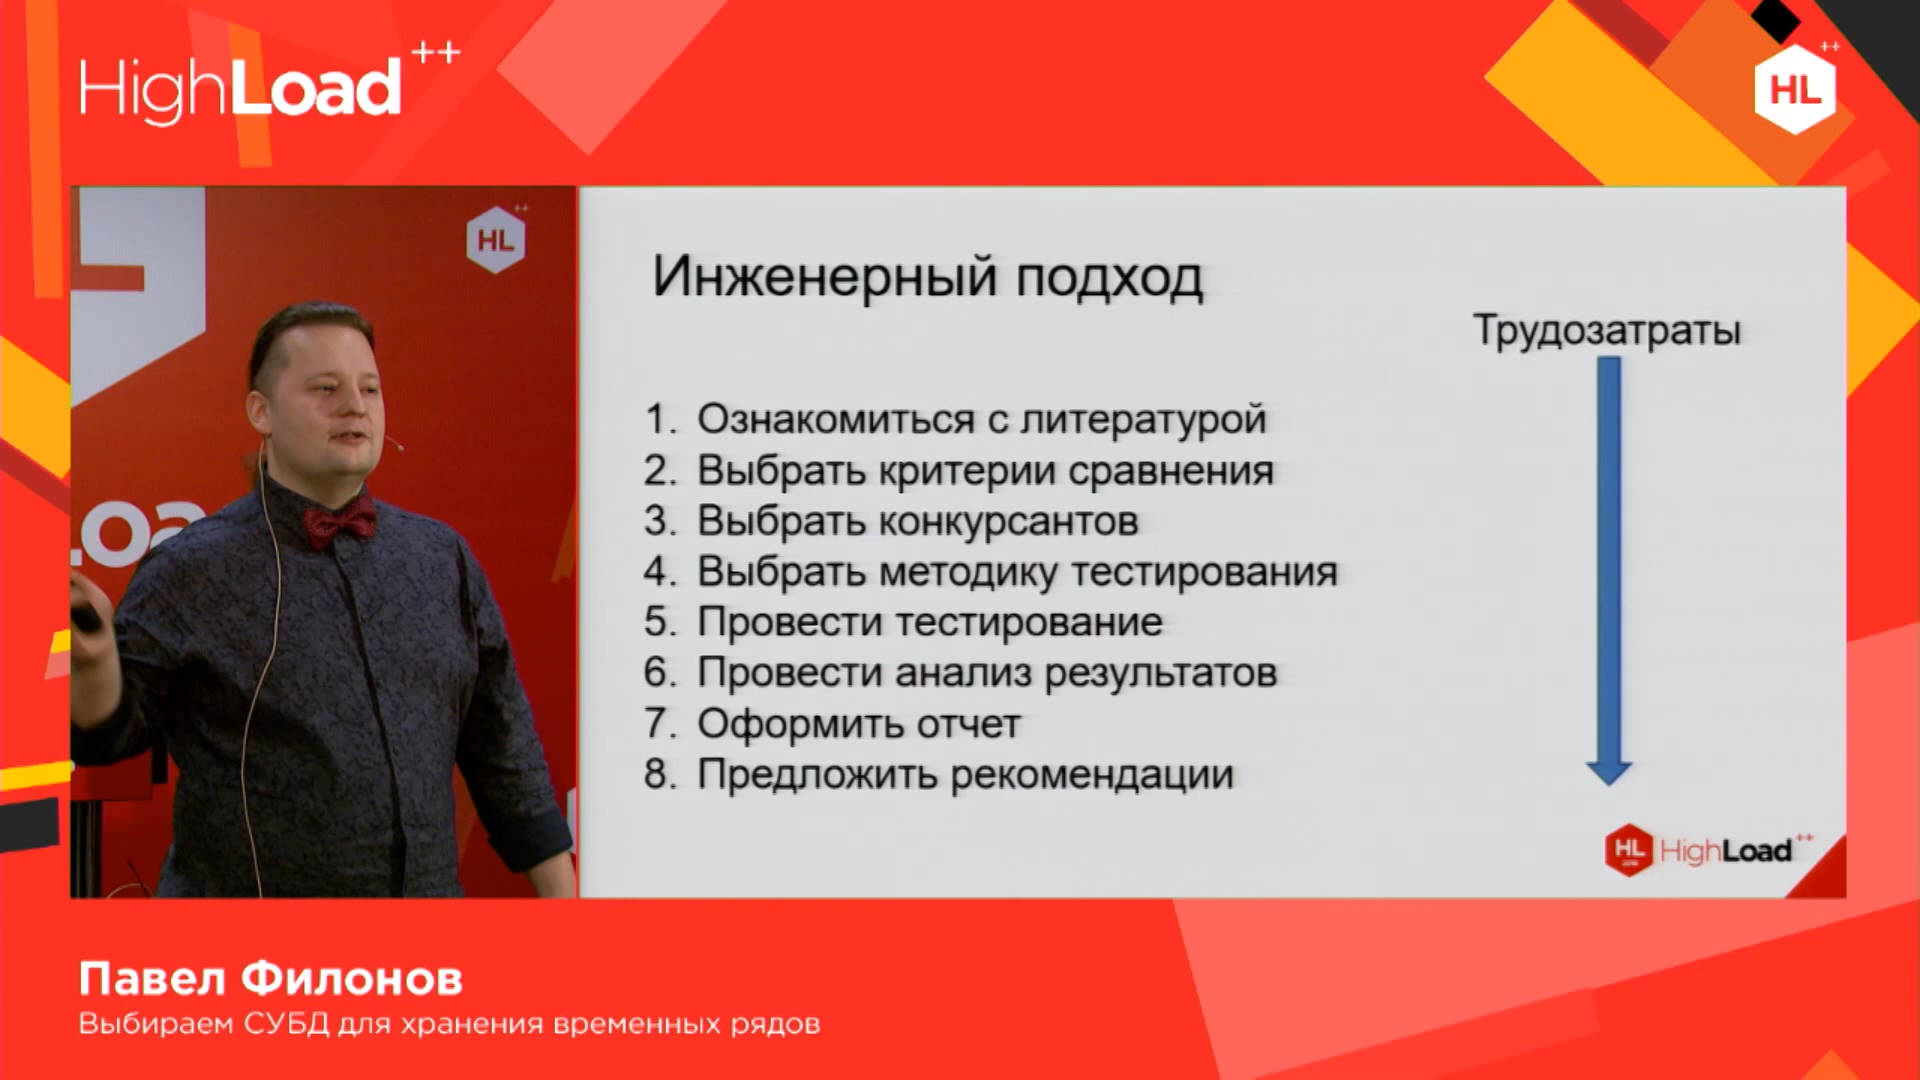 HighLoad++
HL++
HL++
.oa
Инженерный подход
Трудозатраты
1. Ознакомиться с литературой
2. Выбрать критерии сравнения
3. Выбрать конкурсантов
4. Выбрать методику тестирования
5. Провести тестирование
6. Провести анализ результатов
7. Оформить отчет
8. Предложить рекомендации
HL HighLoad++
Павел Филонов
Выбираем СУБД для хранения временных рядов